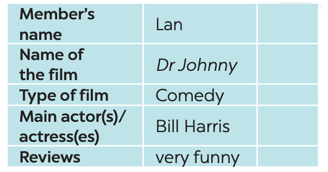 Member's
name
Lan
Name of
the film
Dr Johnny
Type of film
Comedy
Main actor(s)/
actress(es)
Bill Harris
Reviews
very funny